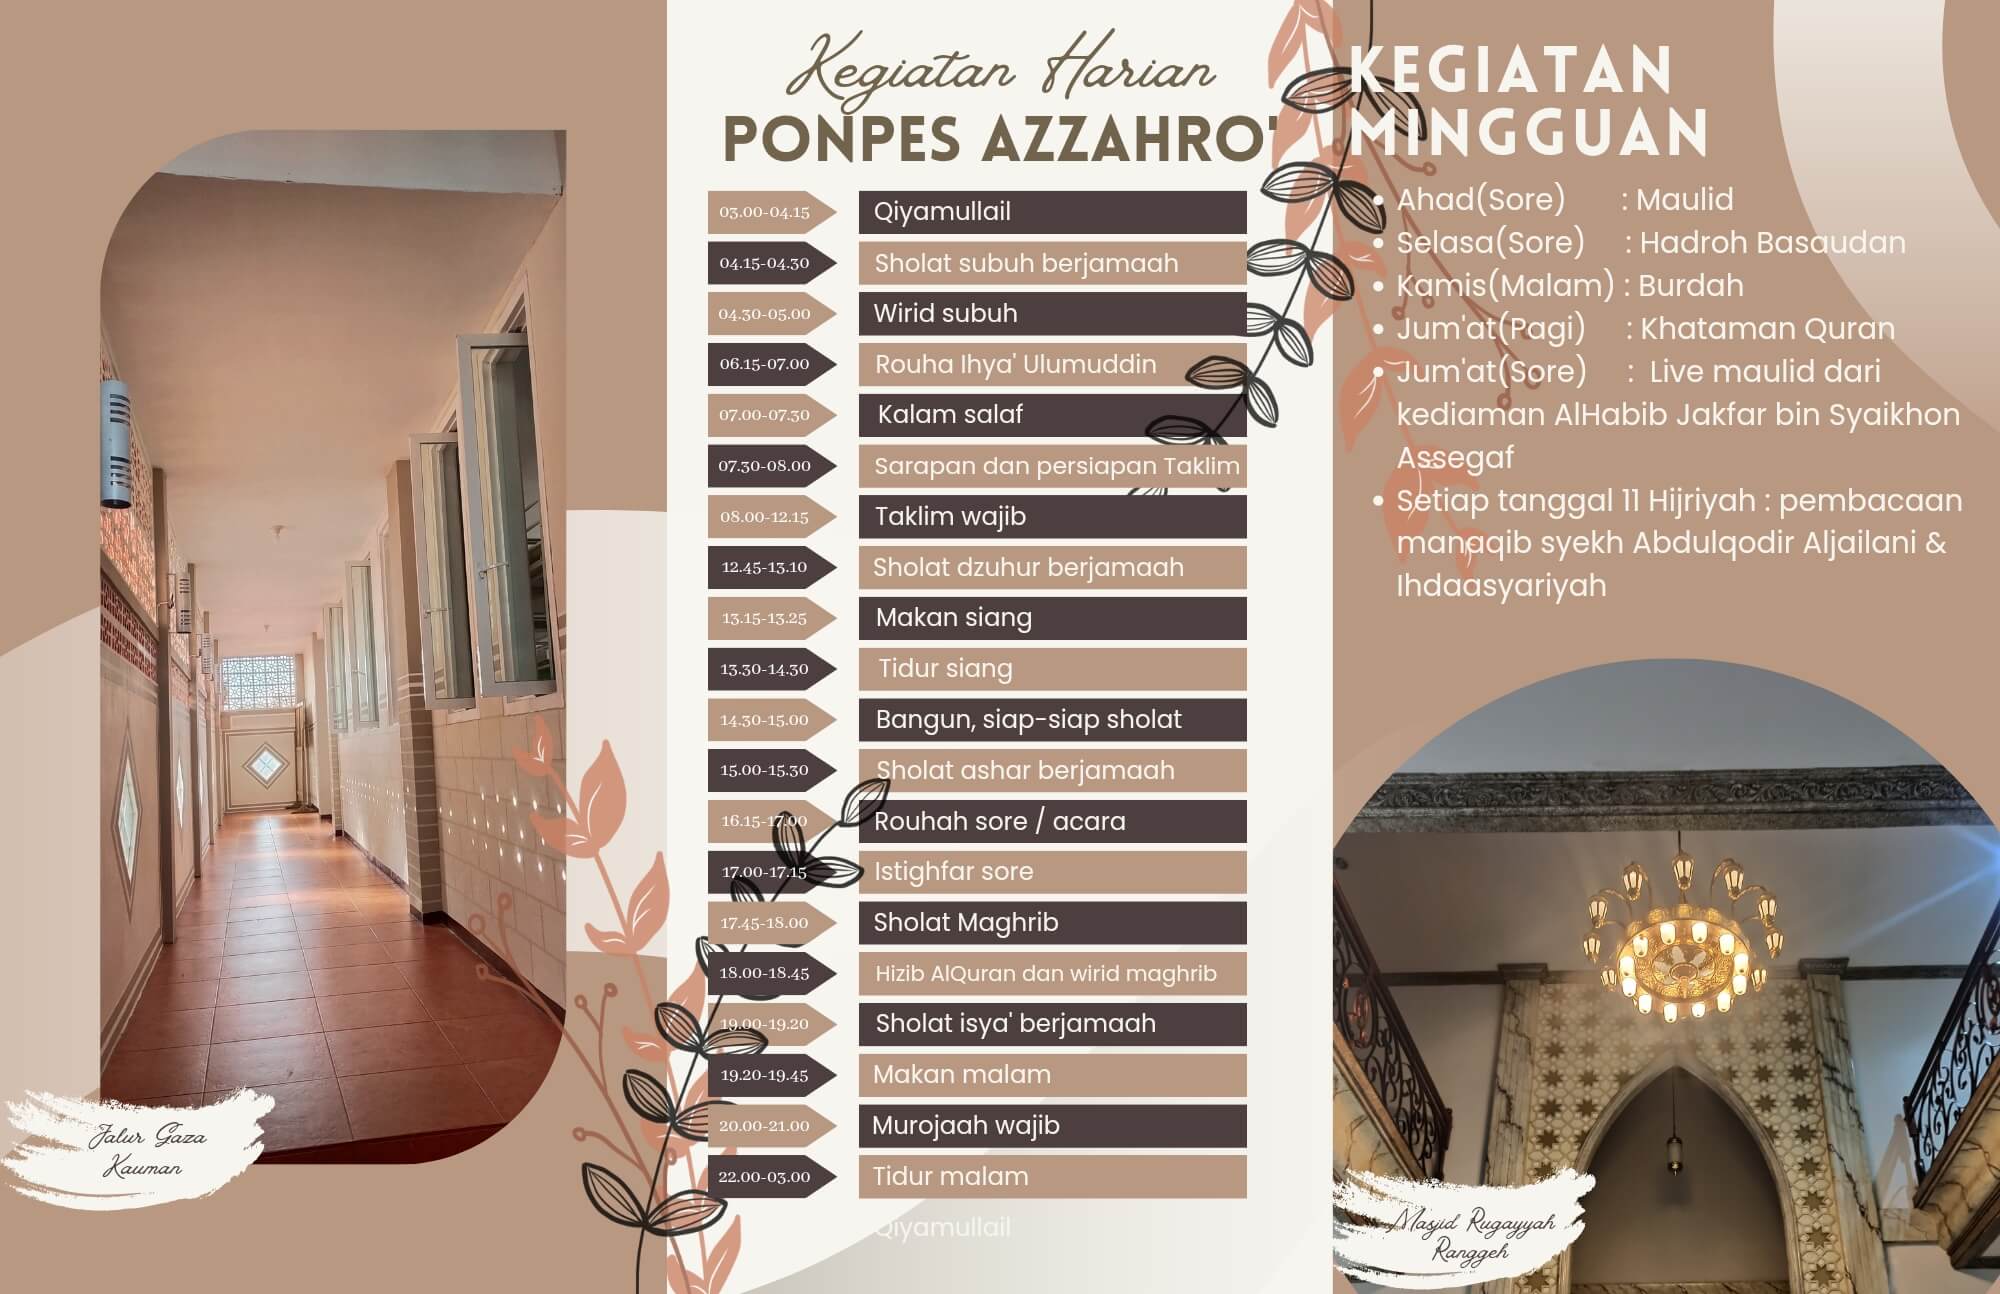 Jalur Gaza
Kauman
Kegiatan Harian
PONPES AZZAHRO'
03.00-04.15 Qiyamullail
04.15-04.30 Sholat subuh berjamaah
04.30-05.00 Wirid subuh
06.15-07.00 Rouha Ihya' Ulumuddin
07.00-07.30 Kalam salaf
07.30-08.00 Sarapan dan persiapan Taklim
08.00-12.15 Taklim wajib
12.45-13.10 Sholat dzuhur berjamaah
13.15-13.25 Makan siang
13.30-14.30 Tidur siang
14.30-15.00 Bangun, siap-siap sholat
15.00-15.30 Sholat ashar berjamaah
16.15-17.00 Rouhah sore / acara
17.00-17.15 Istighfar sore
17.45-18.00 Sholat Maghrib
18.00-18.45 Hizib AlQuran dan wirid maghrib
19.00-19.20 Sholat isya' berjamaah
19.20-19.45 Makan malam
20.00-21.00 Murojaah wajib
22.00-03.00 Tidur malam
Qiyamullail
KEGIATAN
MINGGUAN
• Ahad(Sore) : Maulid
• Selasa(Sore) : Hadroh Basaudan
• Kamis(Malam) : Burdah
• Jum'at(Pagi) : Khataman Quran
• Jum'at(Sore) : Live maulid dari
kediaman AlHabib Jakfar bin Syaikhon
Assegaf
• Setiap tanggal 11 Hijriyah : pembacaan
manaqib syekh Abdulqodir Aljailani &
Ihdaasyariyah
Masjid Rugayyah
Ranggeh